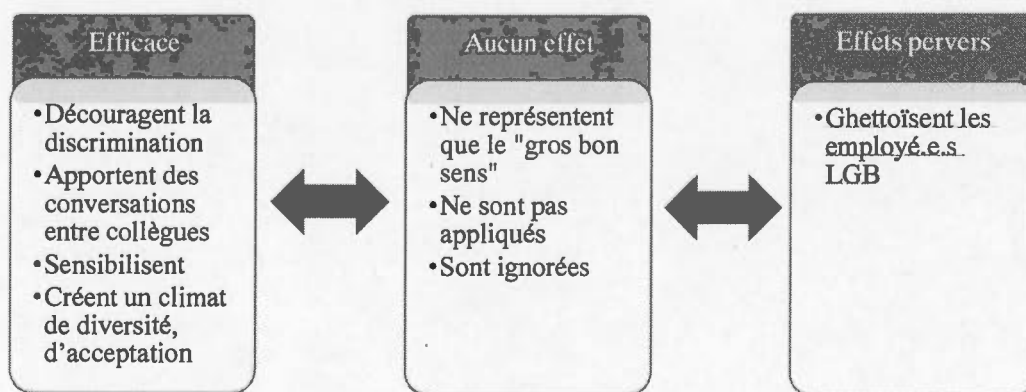 Efficace
•Découragent la
discrimination
•Apportent des
conversations
entre collègues
•Sensibilisent
•Créent un climat
de diversité,
d'acceptation
Aucun effet
•Ne représentent
que le "gros bon
sens"
•Ne sont pas
appliqués
•Sont ignorées
Effets pervers
•Ghettoïsent les
employé.e.s
LGB